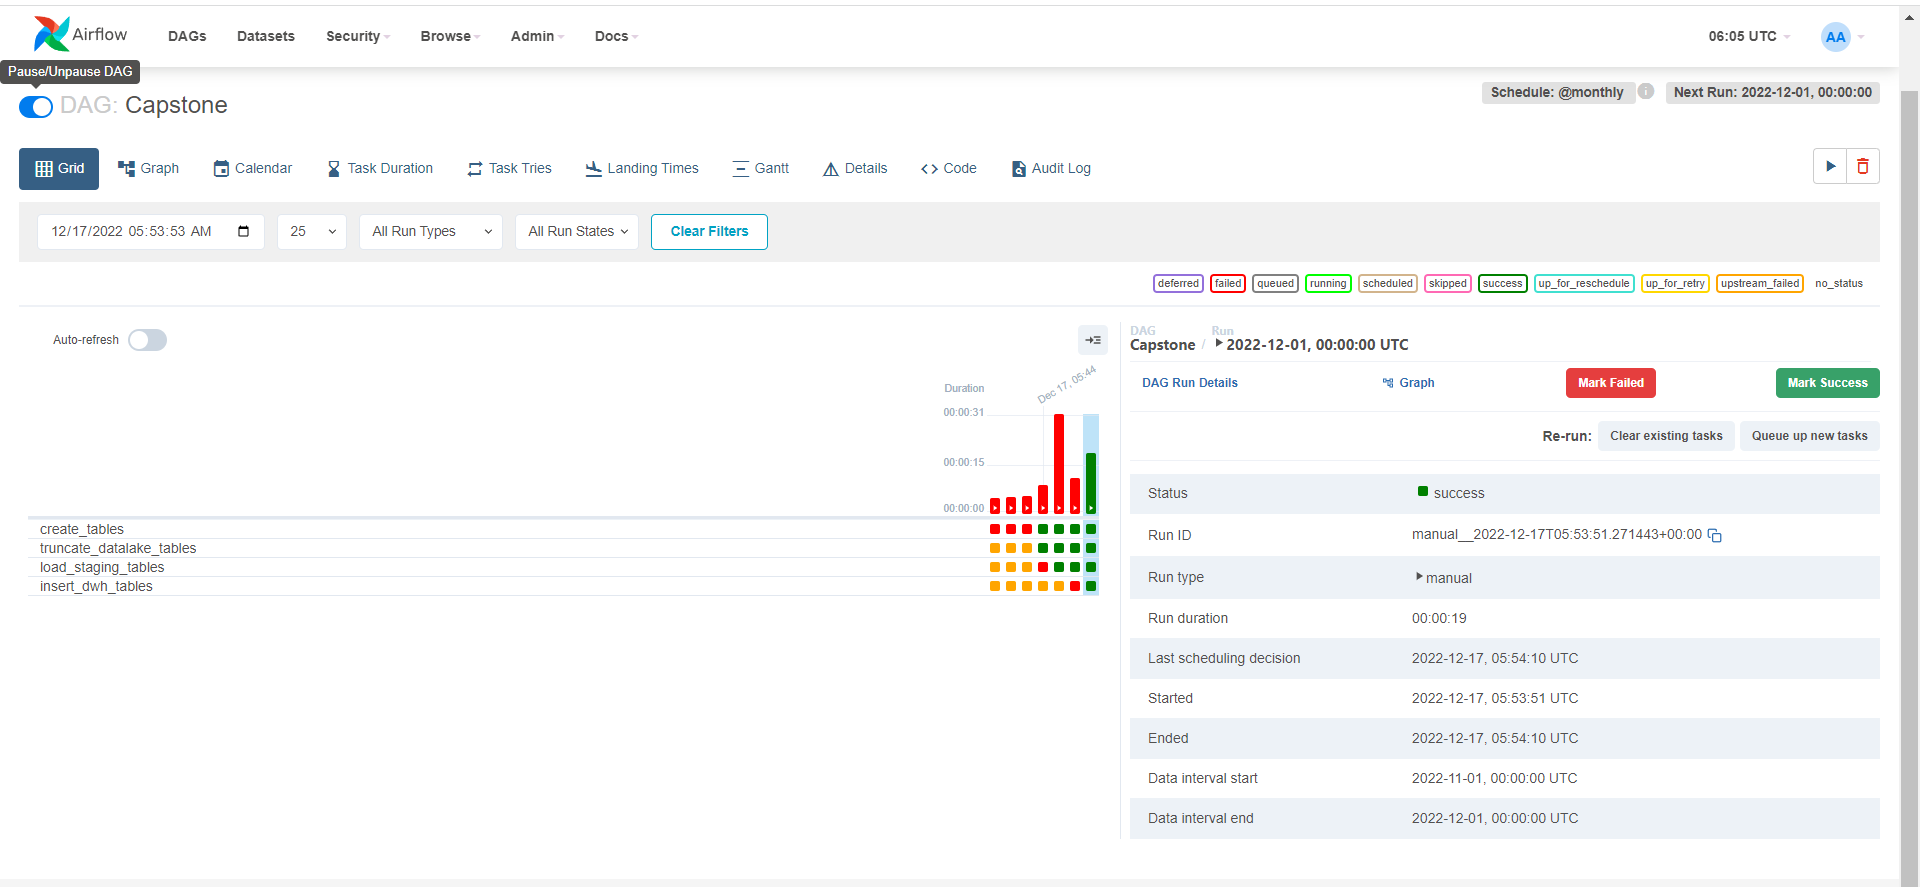 Airflow DAGs Datasets Security Browse Admin Docs 06:05 UTC AA
Pause/Unpause DAG
DAG: Capstone Schedule: @monthly i Next Run: 2022-12-01, 00:00:00
Grid Graph Calendar Task Duration Task Tries Landing Times Gantt Details Code Audit Log
12/17/2022 05:53:53 AM 25 All Run Types All Run States Clear Filters
deferred failed queued running scheduled skipped success up_for_reschedule up_for_retry upstream_failed no_status
Auto-refresh
Duration
Dec 17, 05:44
00:00:31
00:00:15
00:00:00
create_tables
truncate_datalake_tables
load_staging_tables
insert_dwh_tables
DAG Run
Capstone / 2022-12-01, 00:00:00 UTC
DAG Run Details Graph Mark Failed Mark Success
Re-run: Clear existing tasks Queue up new tasks
Status success
Run ID manual__2022-12-17T05:53:51.271443+00:00
Run type manual
Run duration 00:00:19
Last scheduling decision 2022-12-17, 05:54:10 UTC
Started 2022-12-17, 05:53:51 UTC
Ended 2022-12-17, 05:54:10 UTC
Data interval start 2022-11-01, 00:00:00 UTC
Data interval end 2022-12-01, 00:00:00 UTC